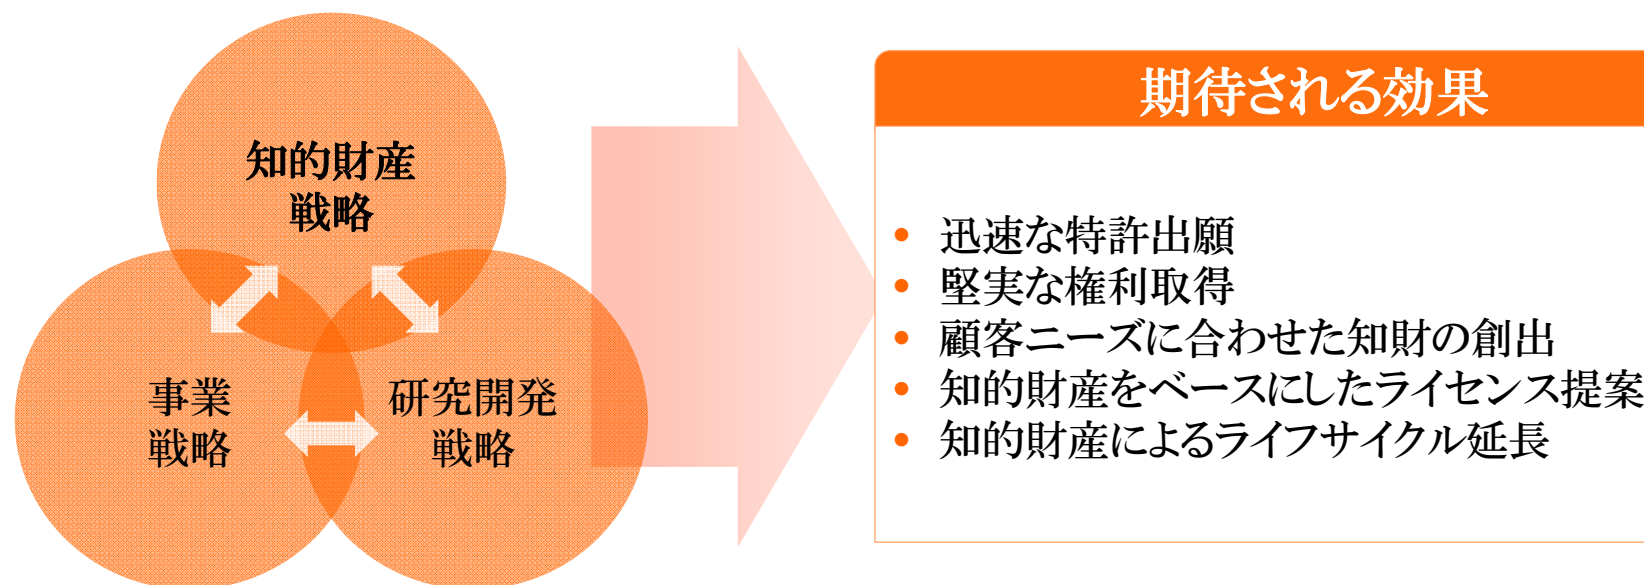 知的財産
戦略
事業
戦略
研究開発
戦略
期待される効果
• 迅速な特許出願
• 堅実な権利取得
• 顧客ニーズに合わせた知財の創出
• 知的財産をベースにしたライセンス提案
• 知的財産によるライフサイクル延長